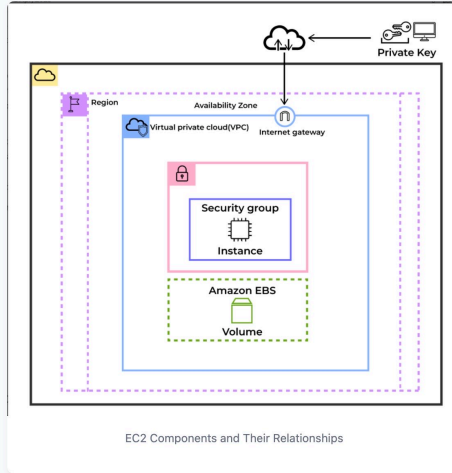 Private Key
Region
Availability Zone
Virtual private cloud(VPC)
Internet gateway
Security group
Instance
Amazon EBS
Volume
EC2 Components and Their Relationships